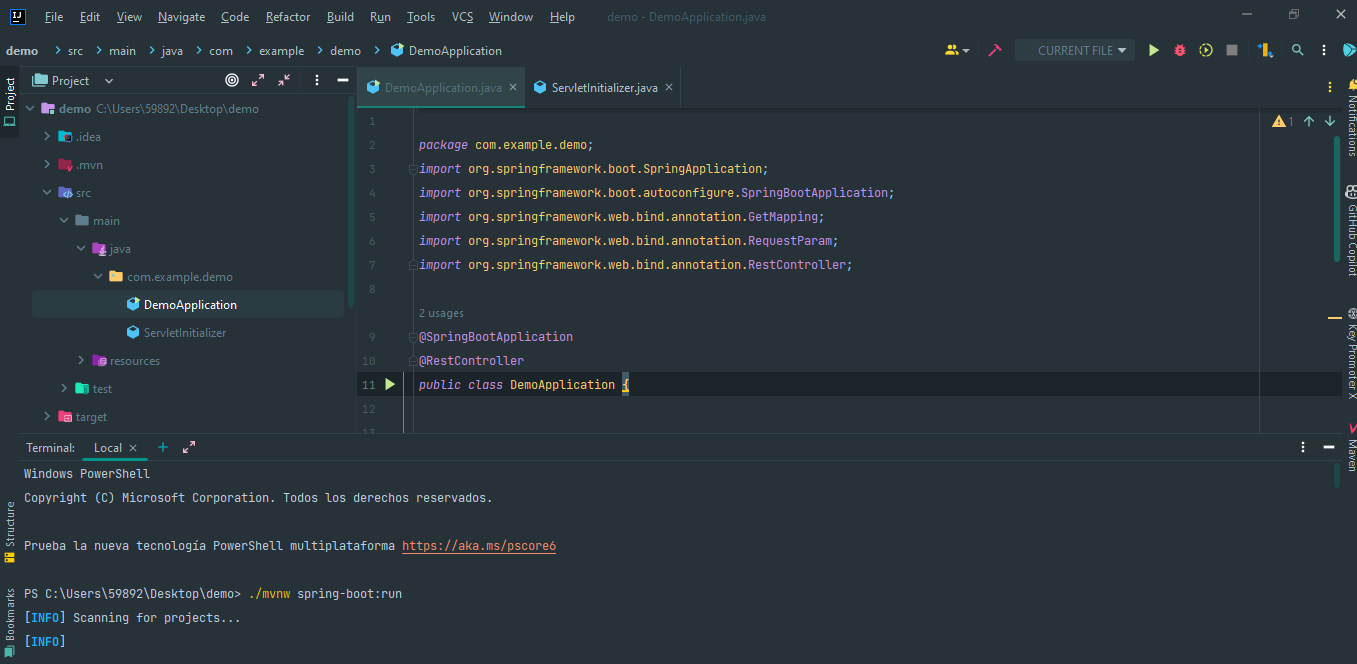 File Edit View Navigate Code Refactor Build Run Tools VCS Window Help demo - DemoApplication.java
demo src main java com example demo DemoApplication CURRENT FILE
Project
Project
DemoApplication.java ServletInitializer.java
demo C:\Users\59892\Desktop\demo
.idea
.mvn
src
main
java
com.example.demo
DemoApplication
ServletInitializer
resources
test
target
1
2 package com.example.demo;
3 import org.springframework.boot.SpringApplication;
4 import org.springframework.boot.autoconfigure.SpringBootApplication;
5 import org.springframework.web.bind.annotation.GetMapping;
6 import org.springframework.web.bind.annotation.RequestParam;
7 import org.springframework.web.bind.annotation.RestController;
8
2 usages
9 @SpringBootApplication
10 @RestController
11 public class DemoApplication {
12
13
1
Notifications
GitHub Copilot
Key Promoter X
Maven
Terminal: Local
Windows PowerShell
Copyright (C) Microsoft Corporation. Todos los derechos reservados.
Prueba la nueva tecnología PowerShell multiplataforma https://aka.ms/pscore6
PS C:\Users\59892\Desktop\demo> ./mvnw spring-boot:run
[INFO] Scanning for projects...
[INFO]
Structure
Bookmarks